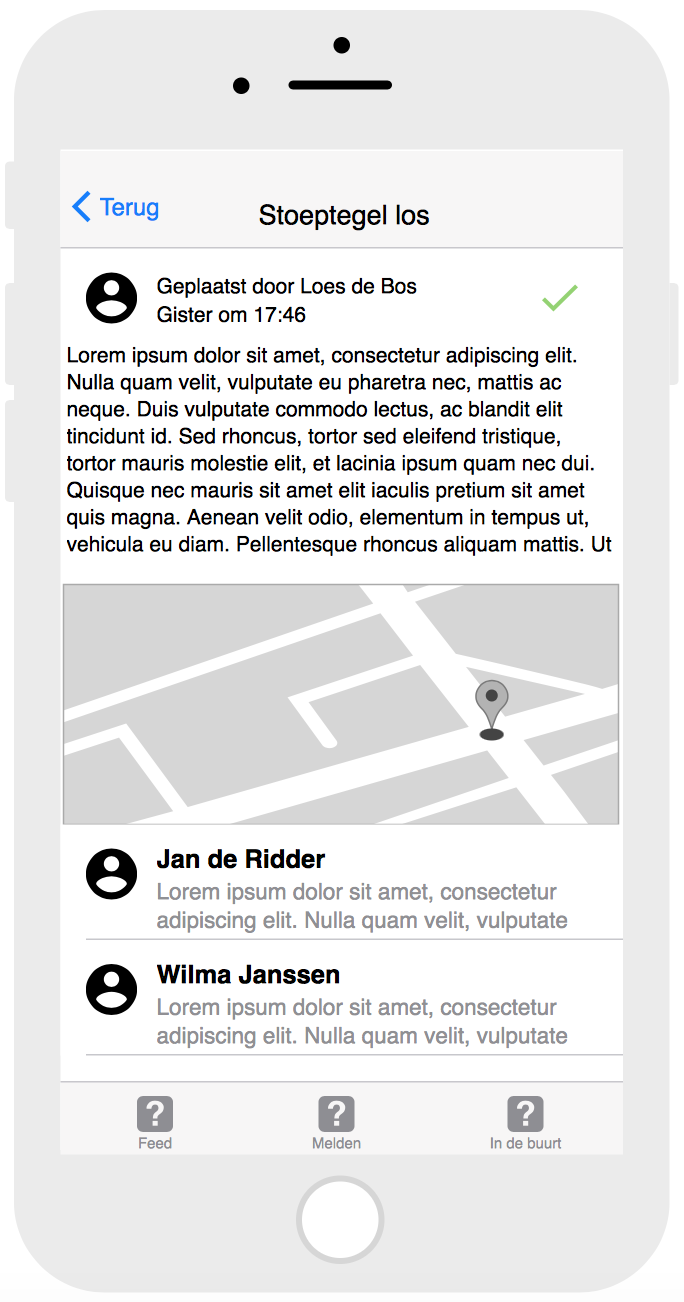 Terug
Stoeptegel los
Geplaatst door Loes de Bos
Gister om 17:46
Lorem ipsum dolor sit amet, consectetur adipiscing elit.
Nulla quam velit, vulputate eu pharetra nec, mattis ac
neque. Duis vulputate commodo lectus, ac blandit elit
tincidunt id. Sed rhoncus, tortor sed eleifend tristique,
tortor mauris molestie elit, et lacinia ipsum quam nec dui.
Quisque nec mauris sit amet elit iaculis pretium sit amet
quis magna. Aenean velit odio, elementum in tempus ut,
vehicula eu diam. Pellentesque rhoncus aliquam mattis. Ut
Jan de Ridder
Lorem ipsum dolor sit amet, consectetur
adipiscing elit. Nulla quam velit, vulputate
Wilma Janssen
Lorem ipsum dolor sit amet, consectetur
adipiscing elit. Nulla quam velit, vulputate
? ? ?
Feed Melden In de buurt